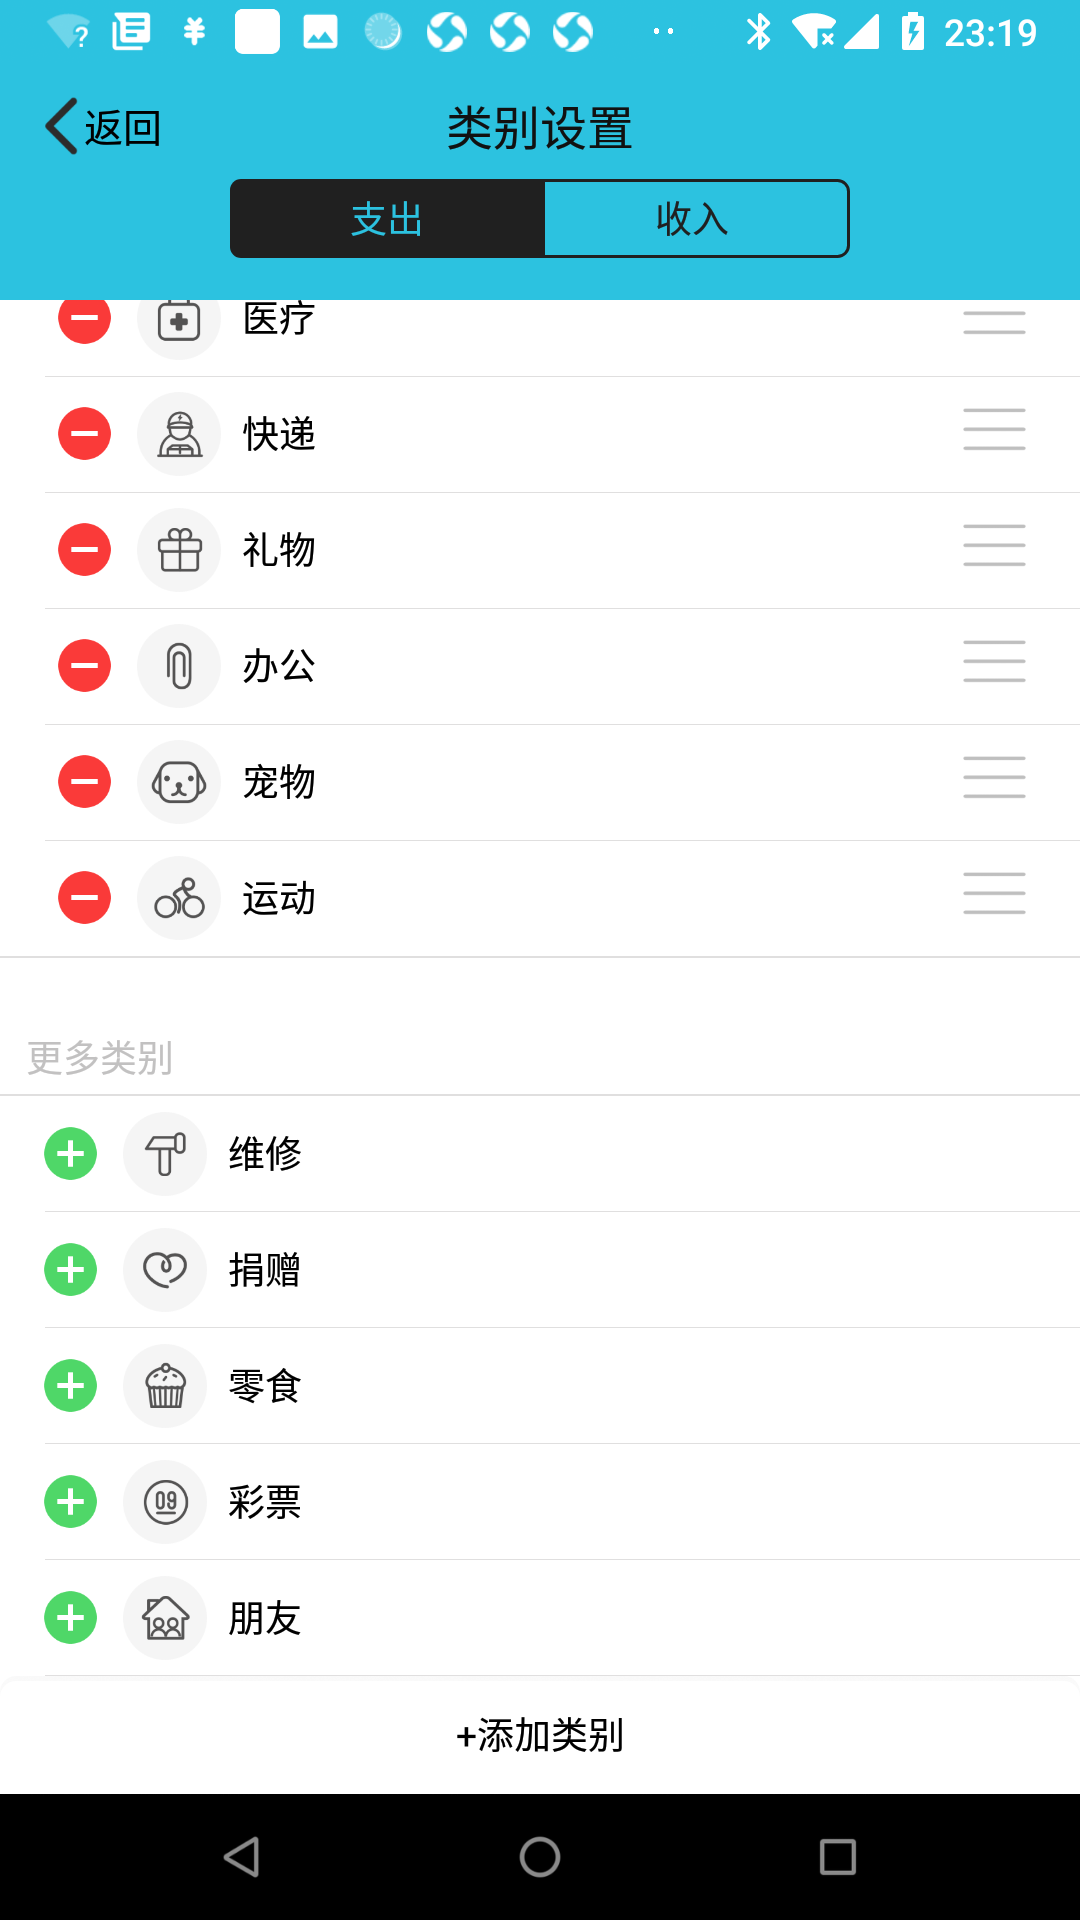 23:19
返回
类别设置
支出
收入
医疗
快递
礼物
办公
宠物
运动
更多类别
维修
捐赠
零食
彩票
09
朋友
+添加类别